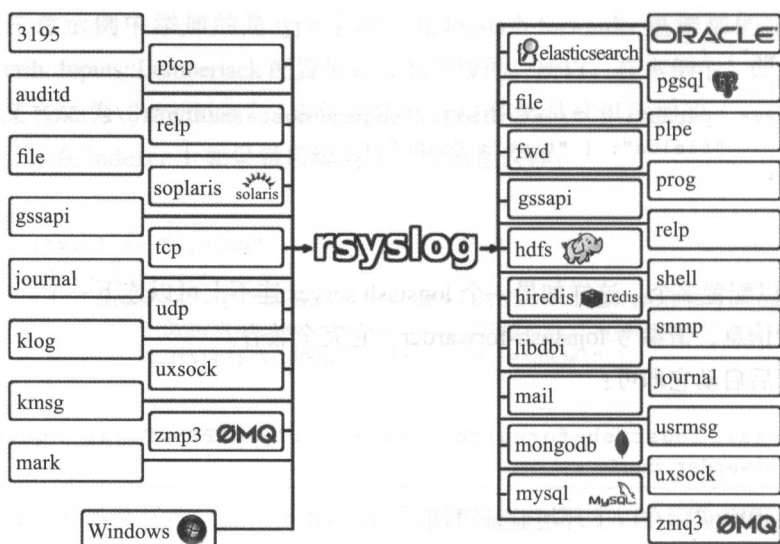 3195
auditd
file
gssapi
journal
klog
kmsg
mark
ptcp
relp
soplaris solaris
tcp
udp
uxsock
zmp3 ØMQ
Windows
rsyslog
elasticsearch
file
fwd
gssapi
hdfs
hiredis redis
libdbi
mail
mongodb
mysql MySQL
ORACLE
pgsql
plpe
prog
relp
shell
snmp
journal
usrmsg
uxsock
zmq3 ØMQ